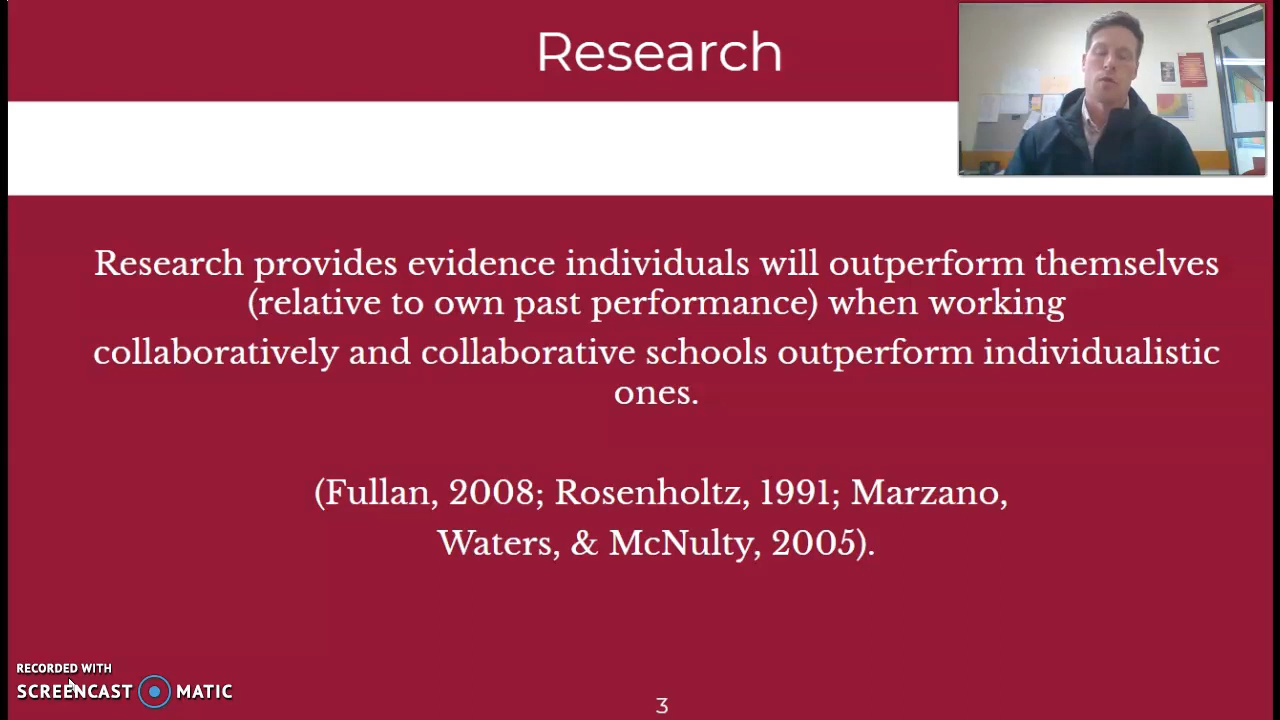 Research
Research provides evidence individuals will outperform themselves
(relative to own past performance) when working
collaboratively and collaborative schools outperform individualistic
ones.
(Fullan, 2008; Rosenholtz, 1991; Marzano,
Waters, & McNulty, 2005).
RECORDED WITH
SCREENCAST MATIC
3